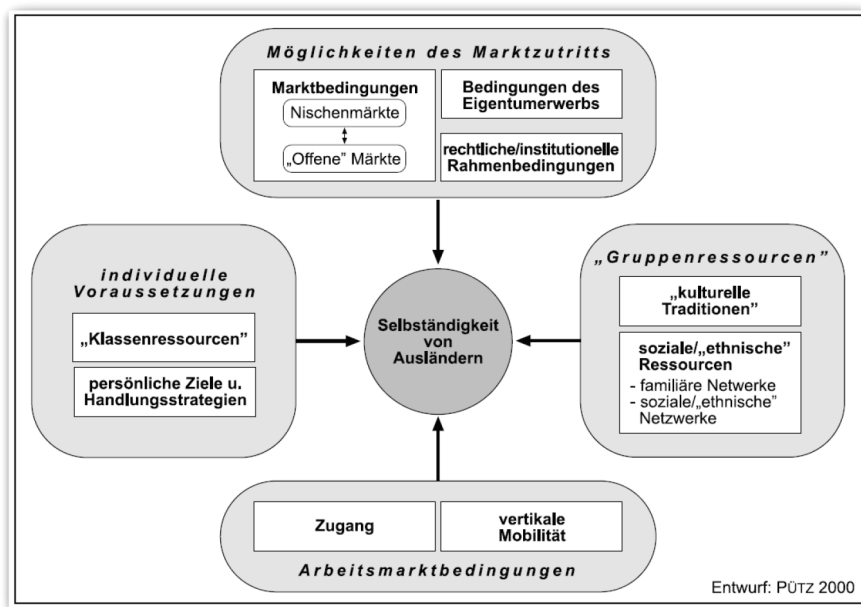 Möglichkeiten des Marktzutritts
Marktbedingungen
Nischenmärkte
„Offene” Märkte
Bedingungen des
Eigentumerwerbs
rechtliche/institutionelle
Rahmenbedingungen
individuelle
Voraussetzungen
„Klassenressourcen”
persönliche Ziele u.
Handlungsstrategien
Selbständigkeit
von
Ausländern
„Gruppenressourcen”
„kulturelle
Traditionen”
soziale/„ethnische”
Ressourcen
- familiäre Netwerke
- soziale/„ethnische”
Netzwerke
Zugang
vertikale
Mobilität
Arbeitsmarktbedingungen
Entwurf: PÜTZ 2000